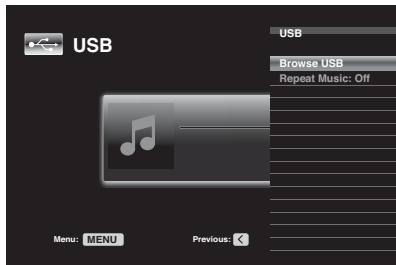 USB
USB
Browse USB
Repeat Music: Off
Menu: MENU
Previous: <